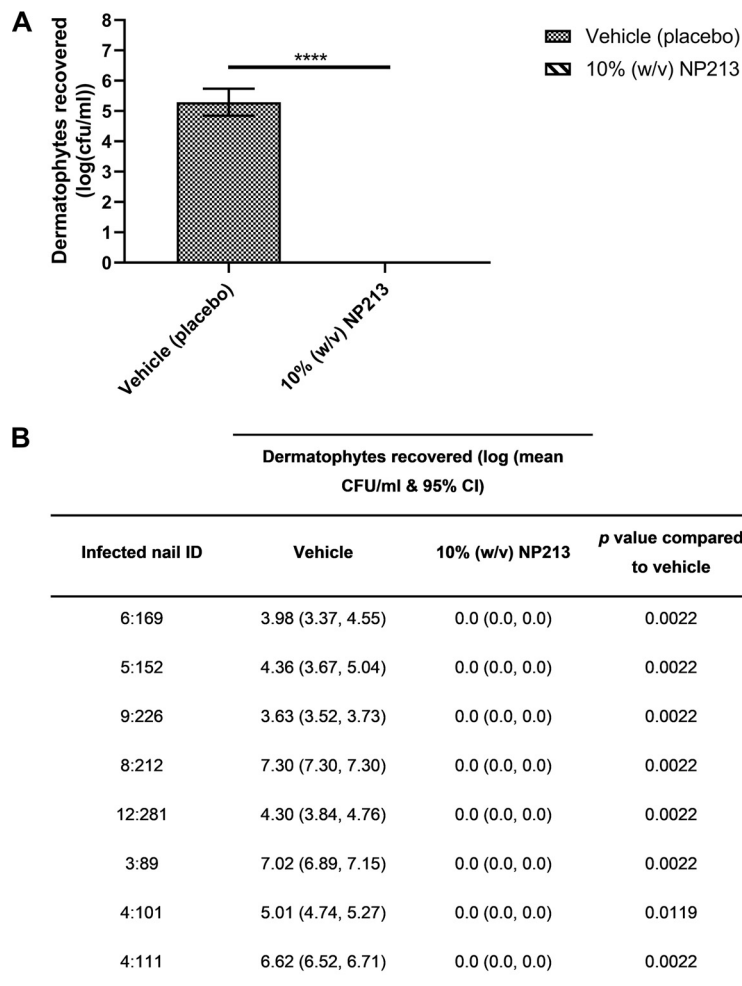 A
Dermatophytes recovered
(log(cfu/ml))
8
7
6
5
4
3
2
1
0
****
Vehicle (placebo)
10% (w/v) NP213
Vehicle (placebo)
10% (w/v) NP213
B
Dermatophytes recovered (log (mean
CFU/ml & 95% CI)
Infected nail ID Vehicle 10% (w/v) NP213 p value compared
to vehicle
6:169 3.98 (3.37, 4.55) 0.0 (0.0, 0.0) 0.0022
5:152 4.36 (3.67, 5.04) 0.0 (0.0, 0.0) 0.0022
9:226 3.63 (3.52, 3.73) 0.0 (0.0, 0.0) 0.0022
8:212 7.30 (7.30, 7.30) 0.0 (0.0, 0.0) 0.0022
12:281 4.30 (3.84, 4.76) 0.0 (0.0, 0.0) 0.0022
3:89 7.02 (6.89, 7.15) 0.0 (0.0, 0.0) 0.0022
4:101 5.01 (4.74, 5.27) 0.0 (0.0, 0.0) 0.0119
4:111 6.62 (6.52, 6.71) 0.0 (0.0, 0.0) 0.0022